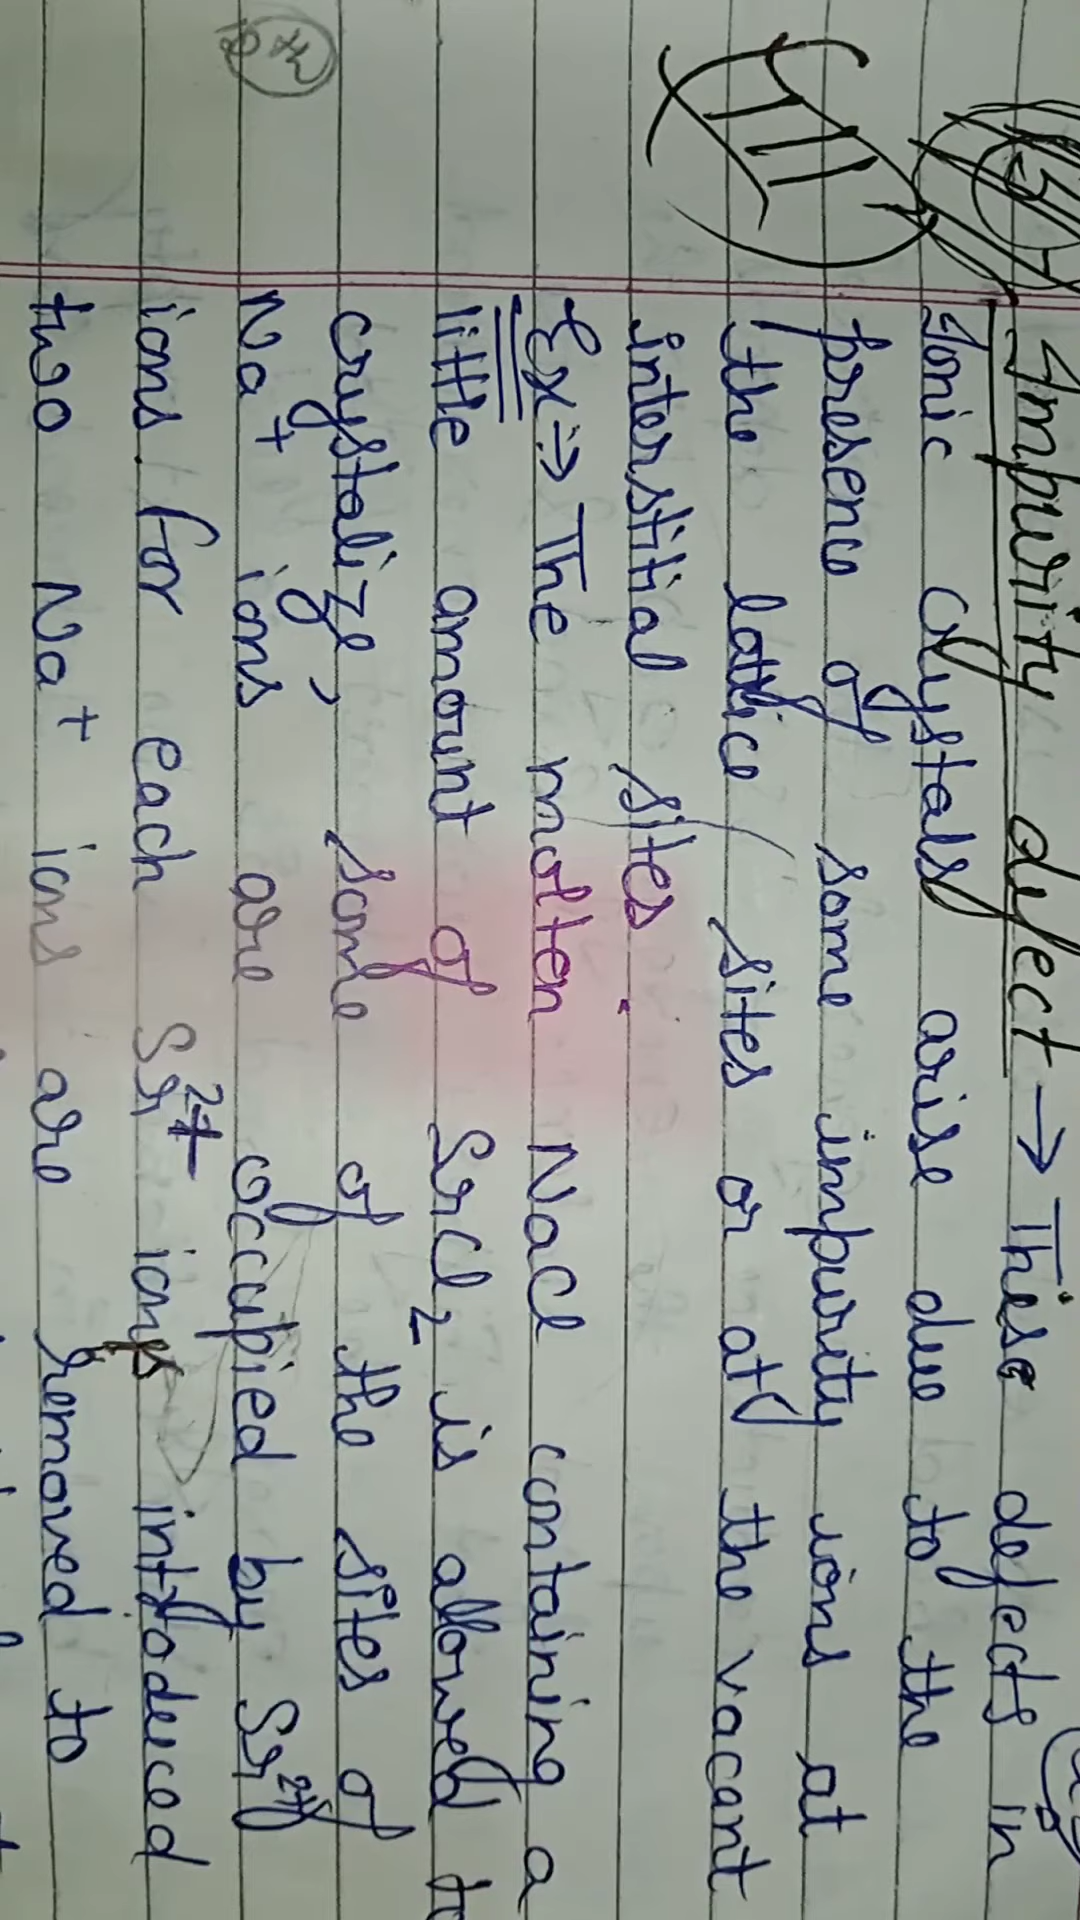 III
Impurity defect → These defects in
Ionic crystals arise due to the
presence of some impurity ions at
the lattice sites or at the vacant
interstitial sites.
Ex :→ The molten NaCl containing a
little amount of SrCl2 is allowed to
crystalize, some of the sites of
Na+ ions are occupied by Sr2+
ions. for each Sr2+ ions introduced
two Na+ ions are removed to